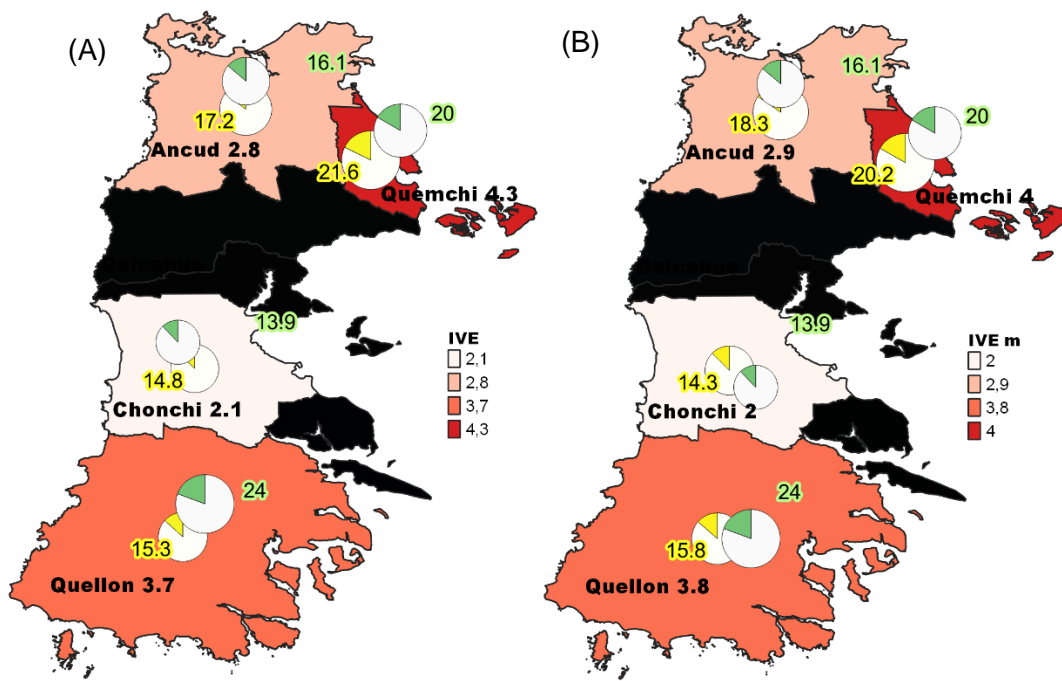 (A)
16.1
20
17.2
Ancud 2.8
21.6
Quemchi 4.3
13.9
14.8
Chonchi 2.1
IVE
2,1
2,8
3,7
4,3
24
15.3
Quellon 3.7
(B)
16.1
20
18.3
Ancud 2.9
20.2
Quemchi 4
Dalcahue
13.9
14.3
Chonchi 2
IVE m
2
2,9
3,8
4
24
15.8
Quellon 3.8